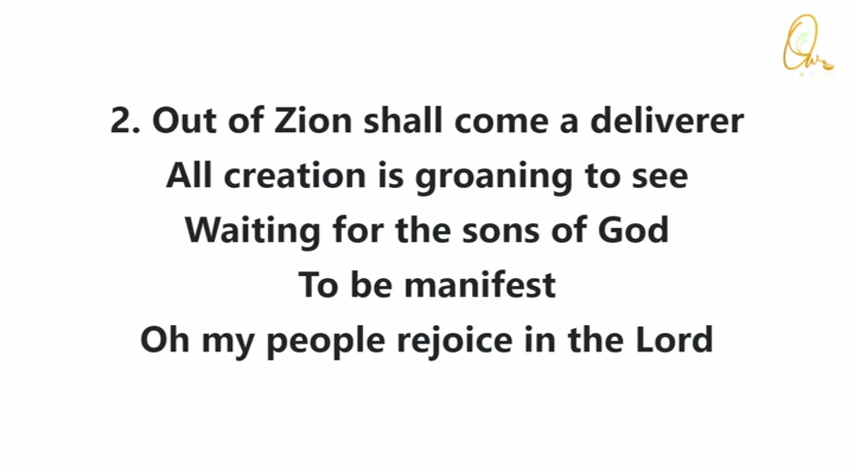 2. Out of Zion shall come a deliverer
All creation is groaning to see
Waiting for the sons of God
To be manifest
Oh my people rejoice in the Lord